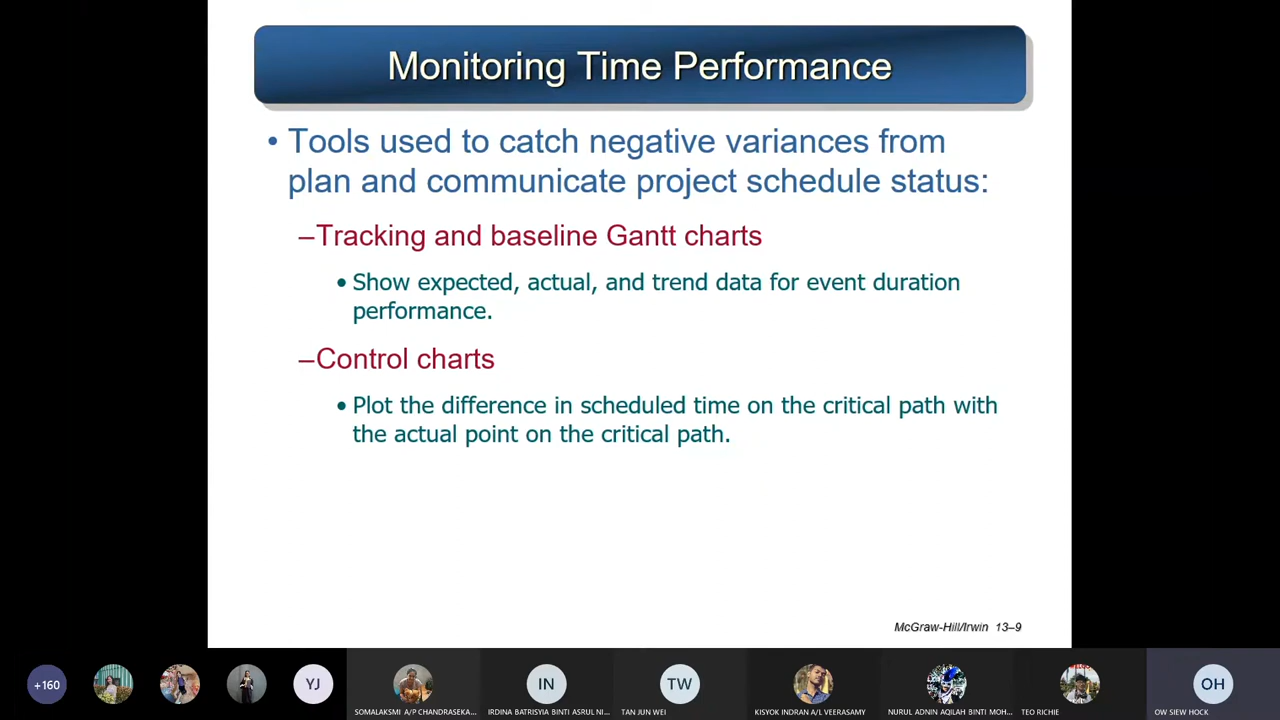 Monitoring Time Performance
• Tools used to catch negative variances from
plan and communicate project schedule status:
–Tracking and baseline Gantt charts
• Show expected, actual, and trend data for event duration
performance.
–Control charts
• Plot the difference in scheduled time on the critical path with
the actual point on the critical path.
McGraw-Hill/Irwin 13–9
+160
YJ
IN
TW
OH
SOMALAKSMI A/P CHANDRASEKA...
IRDINA BATRISYIA BINTI ASRUL NI...
TAN JUN WEI
KISYOK INDRAN A/L VEERASAMY
NURUL ADNIN AQILAH BINTI MOH...
TEO RICHIE
OW SIEW HOCK